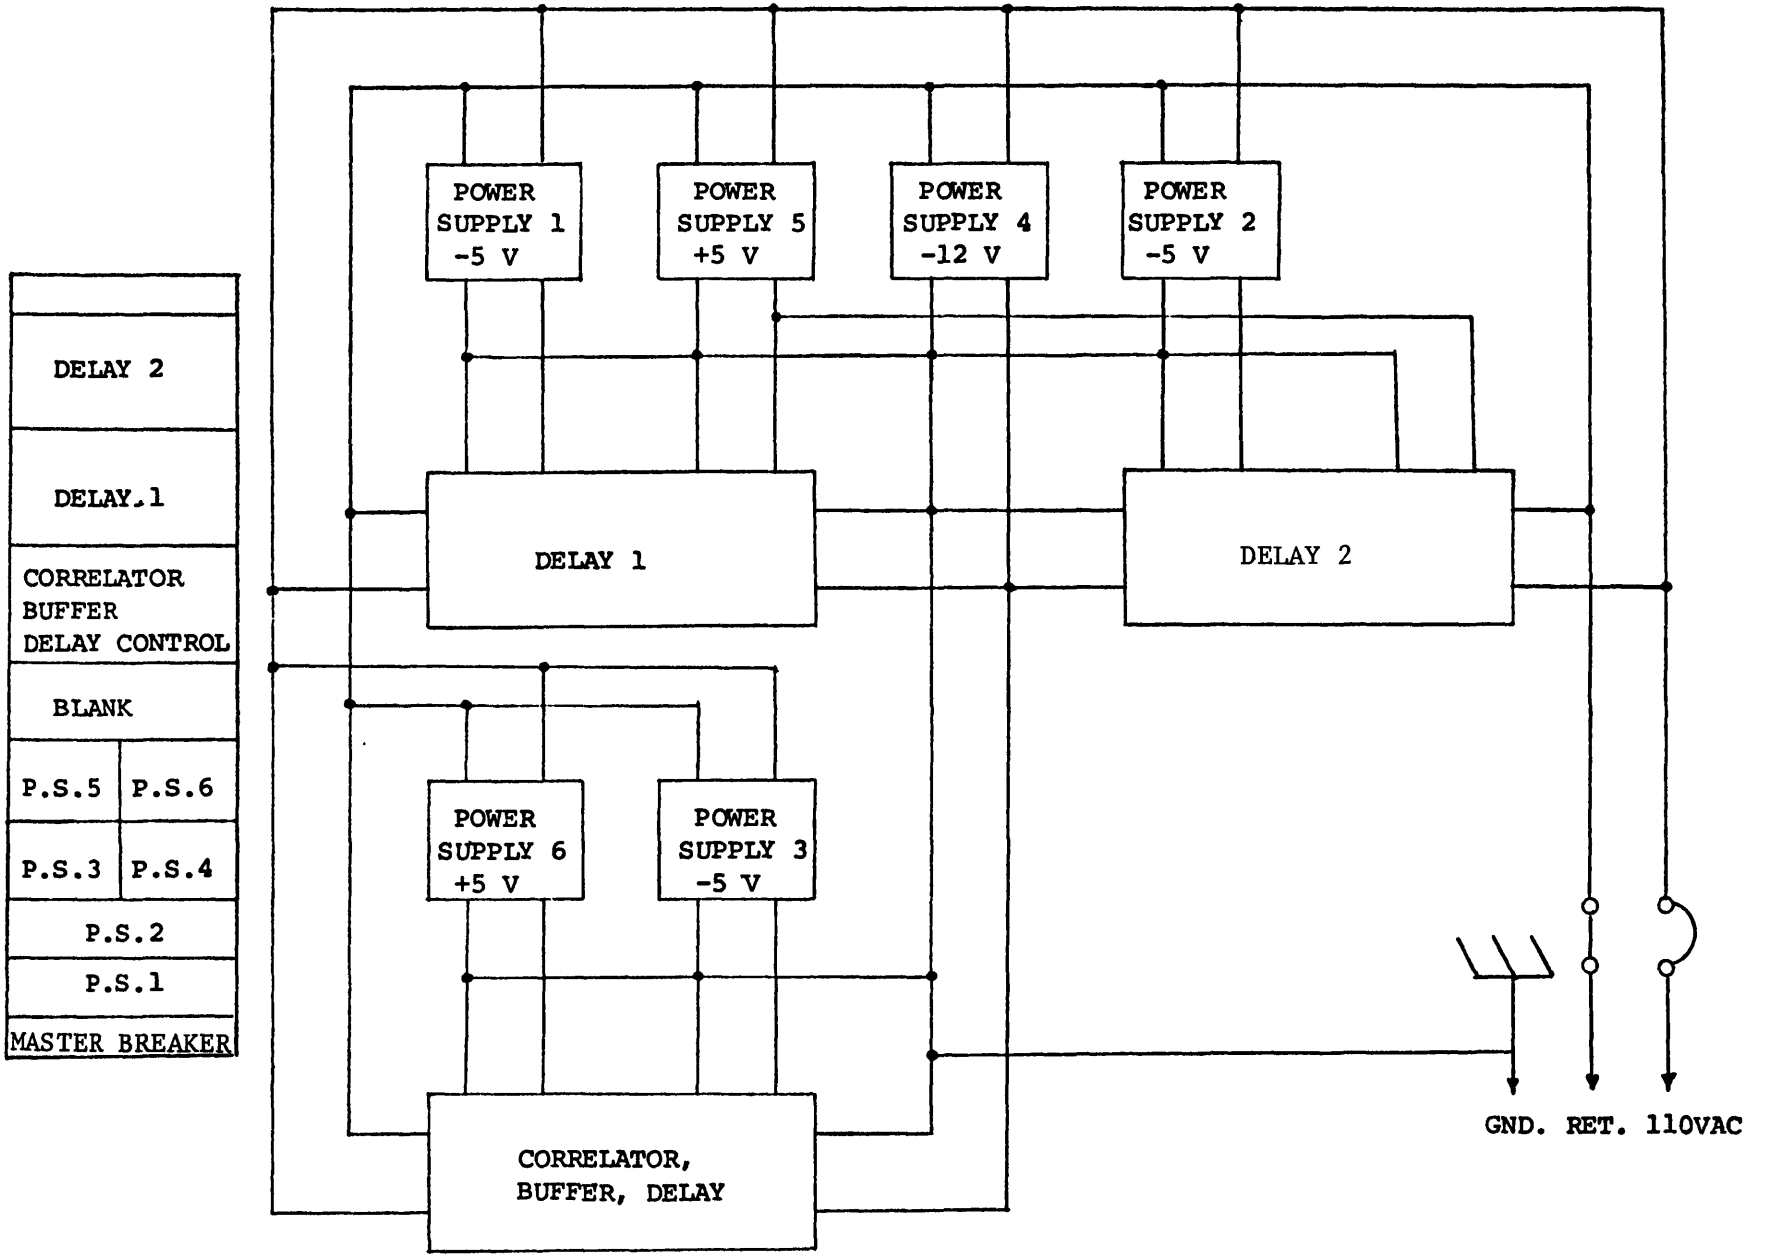 DELAY 2
DELAY.1
CORRELATOR
BUFFER
DELAY CONTROL
BLANK
P.S.5 P.S.6
P.S.3 P.S.4
P.S.2
P.S.1
MASTER BREAKER
POWER
SUPPLY 1
-5 V
POWER
SUPPLY 5
+5 V
POWER
SUPPLY 4
-12 V
POWER
SUPPLY 2
-5 V
DELAY 1
DELAY 2
POWER
SUPPLY 6
+5 V
POWER
SUPPLY 3
-5 V
CORRELATOR,
BUFFER, DELAY
GND. RET. 110VAC